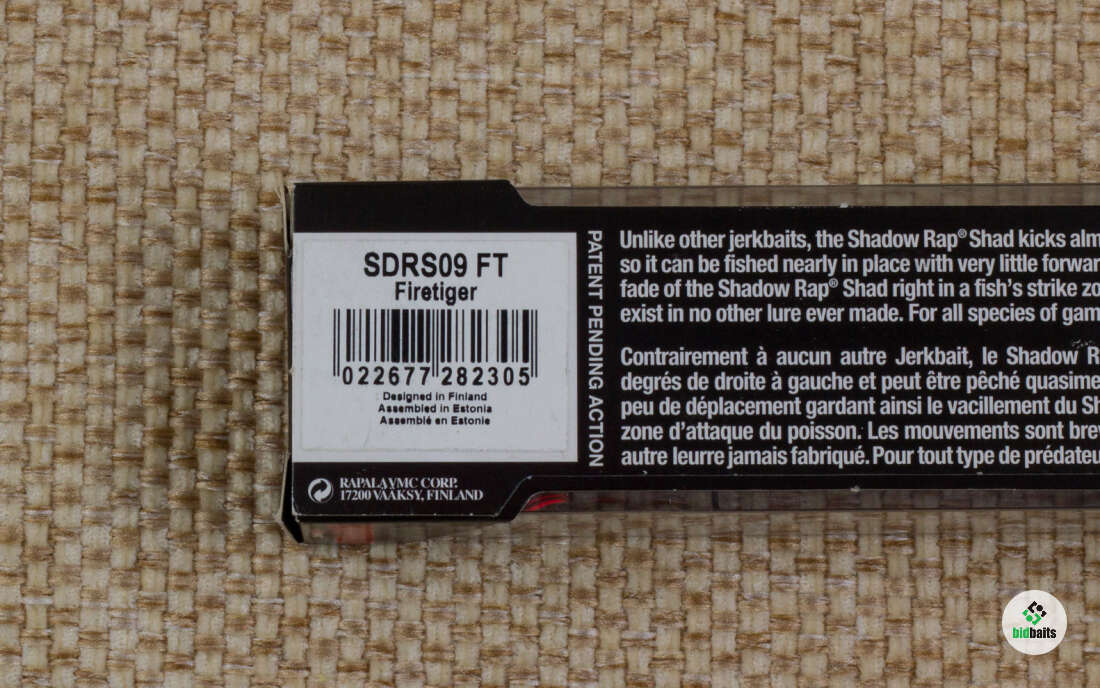 SDRS09 FT
Firetiger
022677 282305
Designed in Finland
Assembled in Estonia
Assemblé en Estonie
RAPALA VMC CORP.
17200 VÄÄKSY, FINLAND
PATENT PENDING ACTION
Unlike other jerkbaits, the Shadow Rap® Shad kicks alm
so it can be fished nearly in place with very little forwar
fade of the Shadow Rap® Shad right in a fish's strike zo
exist in no other lure ever made. For all species of gam
Contrairement à aucun autre Jerkbait, le Shadow R
degrés de droite à gauche et peut être pêché quasime
peu de déplacement gardant ainsi le vacillement du Sh
zone d'attaque du poisson. Les mouvements sont brev
autre leurre jamais fabriqué. Pour tout type de prédateu
bidbaits